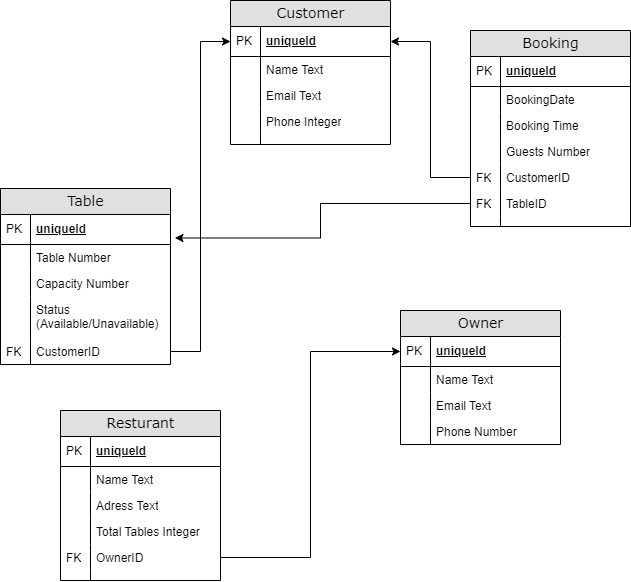 Customer
PK uniqueId
Name Text
Email Text
Phone Integer
Booking
PK uniqueId
BookingDate
Booking Time
Guests Number
FK CustomerID
FK TableID
Table
PK uniqueId
Table Number
Capacity Number
Status
(Available/Unavailable)
FK CustomerID
Owner
PK uniqueId
Name Text
Email Text
Phone Number
Resturant
PK uniqueId
Name Text
Adress Text
Total Tables Integer
FK OwnerID